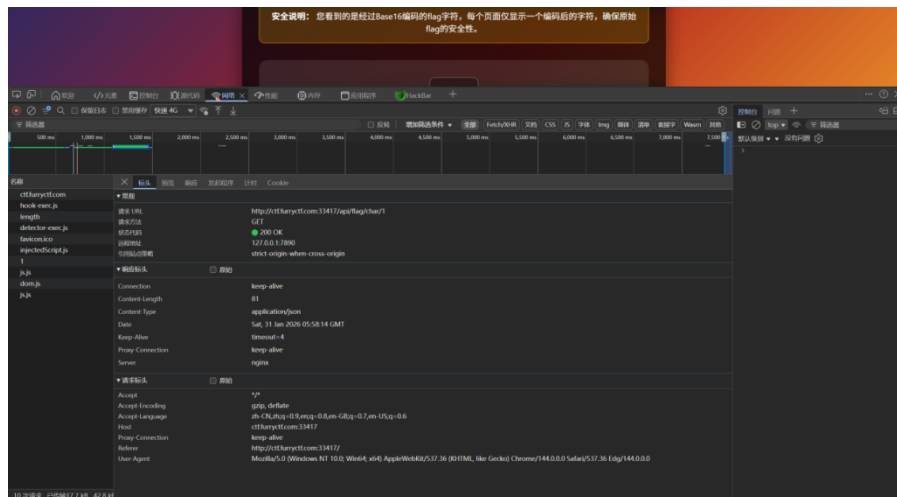 安全说明： 您看到的是经过Base16编码的flag字符，每个页面仅显示一个编码后的字符，确保原始
flag的安全性。
欢迎 元素 控制台 源代码 网络 性能 内存 应用程序 HackBar
保留日志 禁用缓存 快速 4G
筛选器 反转 增加筛选条件 全部 Fetch/XHR 文档 CSS JS 字体 Img 媒体 清单 套接字 Wasm 其他
控制台 问题
top 筛选器
默认级别 没有问题
500 ms 1,000 ms 1,500 ms 2,000 ms 2,500 ms 3,000 ms 3,500 ms 4,000 ms 4,500 ms 5,000 ms 5,500 ms 6,000 ms 6,500 ms 7,000 ms 7,500
名称
ctf.furryctf.com
hook-exec.js
length
detector-exec.js
favicon.ico
injectedScript.js
1
js.js
dom.js
js.js
标头 预览 响应 发起程序 计时 Cookie
常规
请求 URL http://ctf.furryctf.com:33417/api/flag/char/1
请求方法 GET
状态代码 200 OK
远程地址 127.0.0.1:7890
引用站点策略 strict-origin-when-cross-origin
响应标头 原始
Connection keep-alive
Content-Length 81
Content-Type application/json
Date Sat, 31 Jan 2026 05:58:14 GMT
Keep-Alive timeout=4
Proxy-Connection keep-alive
Server nginx
请求标头 原始
Accept */*
Accept-Encoding gzip, deflate
Accept-Language zh-CN,zh;q=0.9,en;q=0.8,en-GB;q=0.7,en-US;q=0.6
Host ctf.furryctf.com:33417
Proxy-Connection keep-alive
Referer http://ctf.furryctf.com:33417/
User-Agent Mozilla/5.0 (Windows NT 10.0; Win64; x64) AppleWebKit/537.36 (KHTML, like Gecko) Chrome/144.0.0.0 Safari/537.36 Edg/144.0.0.0
10 次请求 已传输17.7 kB 42.8 kB